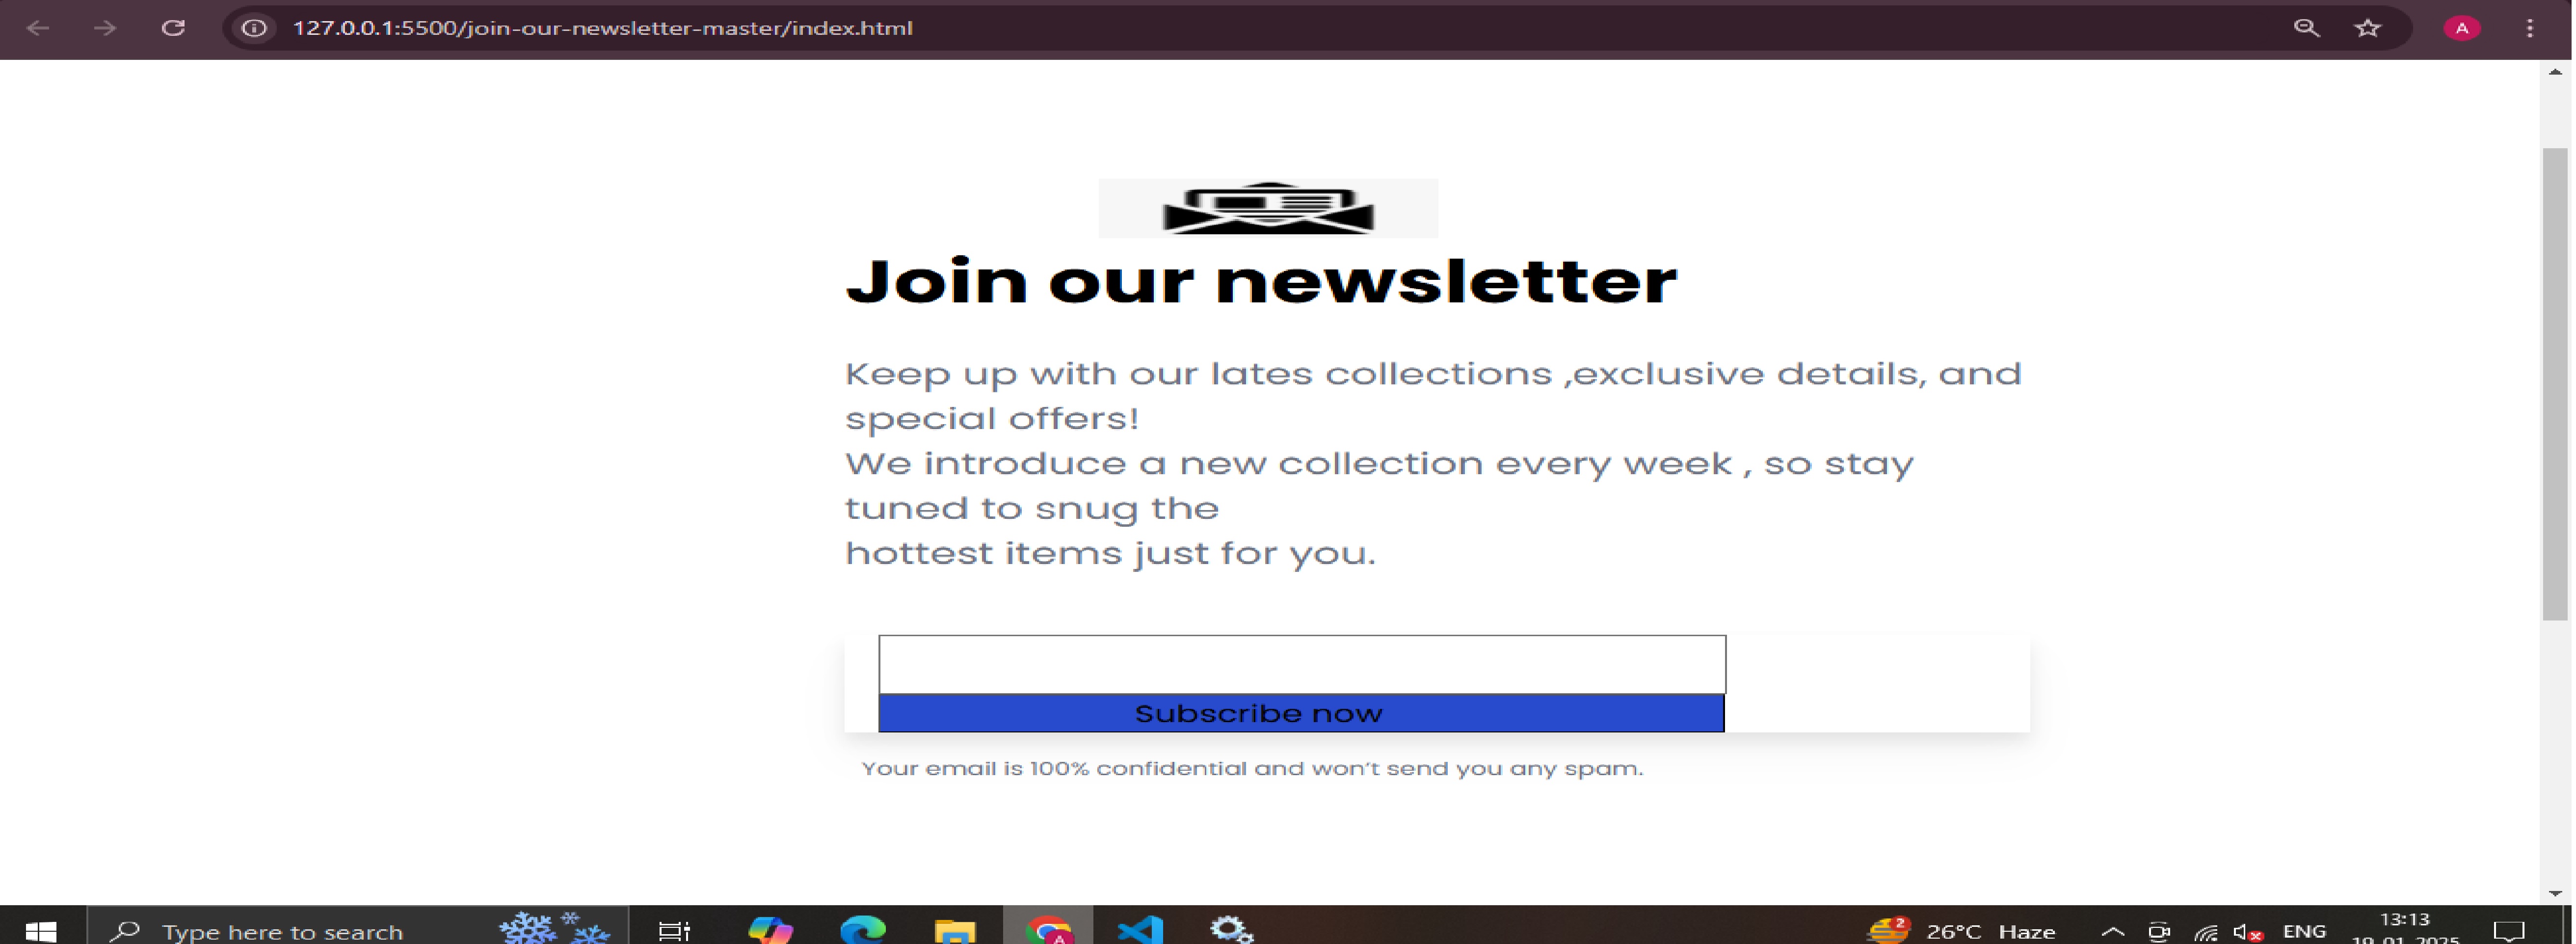 127.0.0.1:5500/join-our-newsletter-master/index.html
A
Join our newsletter
Keep up with our lates collections ,exclusive details, and
special offers!
We introduce a new collection every week , so stay
tuned to snug the
hottest items just for you.
Subscribe now
Your email is 100% confidential and won’t send you any spam.
Type here to search
A
2
26°C Haze
ENG
13:13
19-01-2025